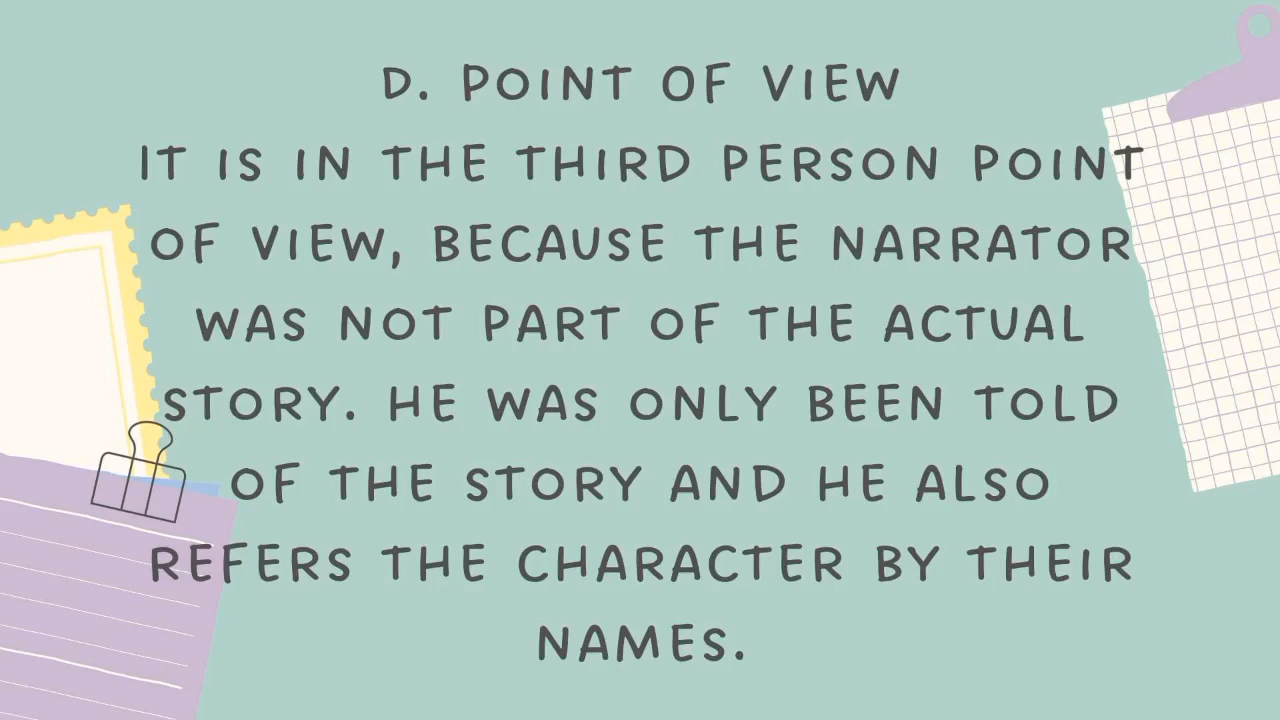 D. POINT OF VIEW
IT IS IN THE THIRD PERSON POINT
OF VIEW, BECAUSE THE NARRATOR
WAS NOT PART OF THE ACTUAL
STORY. HE WAS ONLY BEEN TOLD
OF THE STORY AND HE ALSO
REFERS THE CHARACTER BY THEIR
NAMES.